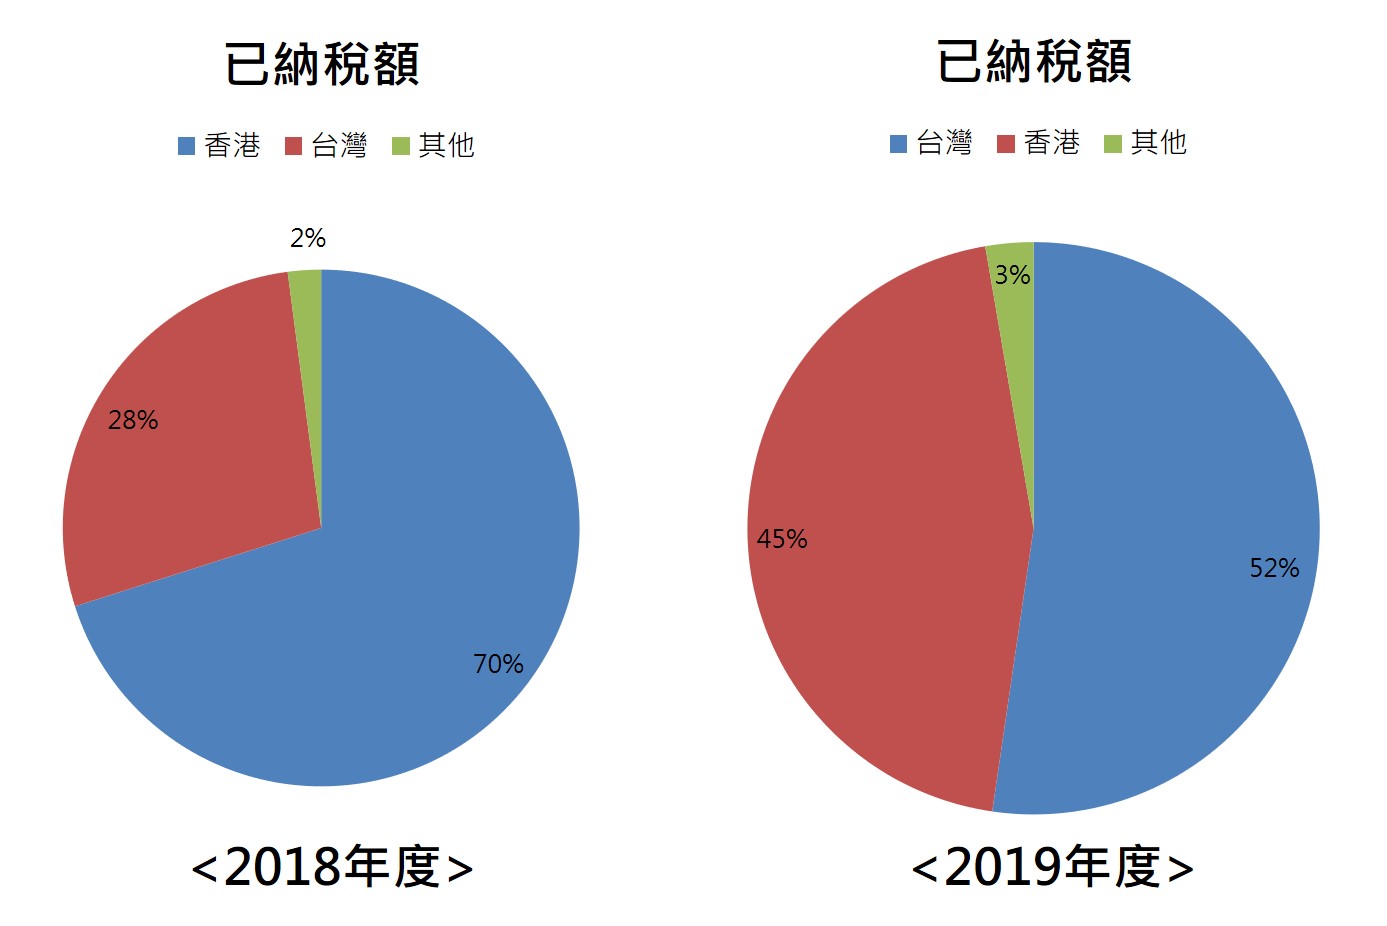 已納稅額
香港 台灣 其他
2%
28%
70%
<2018年度>
已納稅額
台灣 香港 其他
3%
45%
52%
<2019年度>